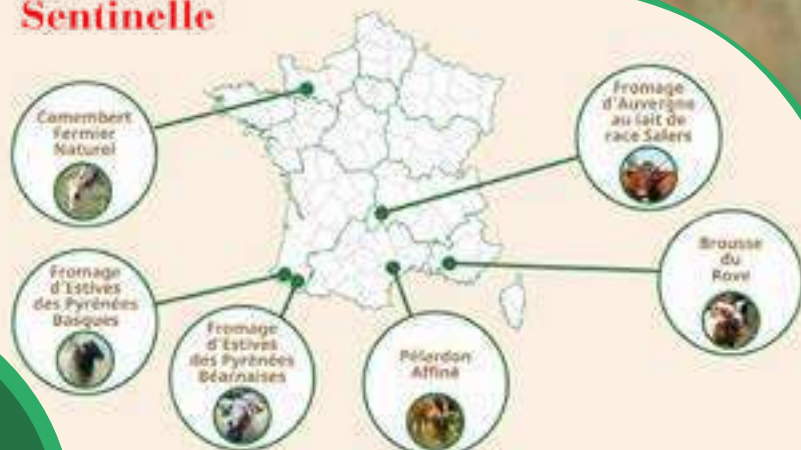 Sentinelle
Camembert
Fermier
Naturel
Fromage
d'Auvergne
au lait de
race Salers
Brousse
du
Rove
Fromage
d'Estives
des Pyrénées
Basques
Fromage
d'Estives
des Pyrénées
Béarnaises
Pélardon
Affiné